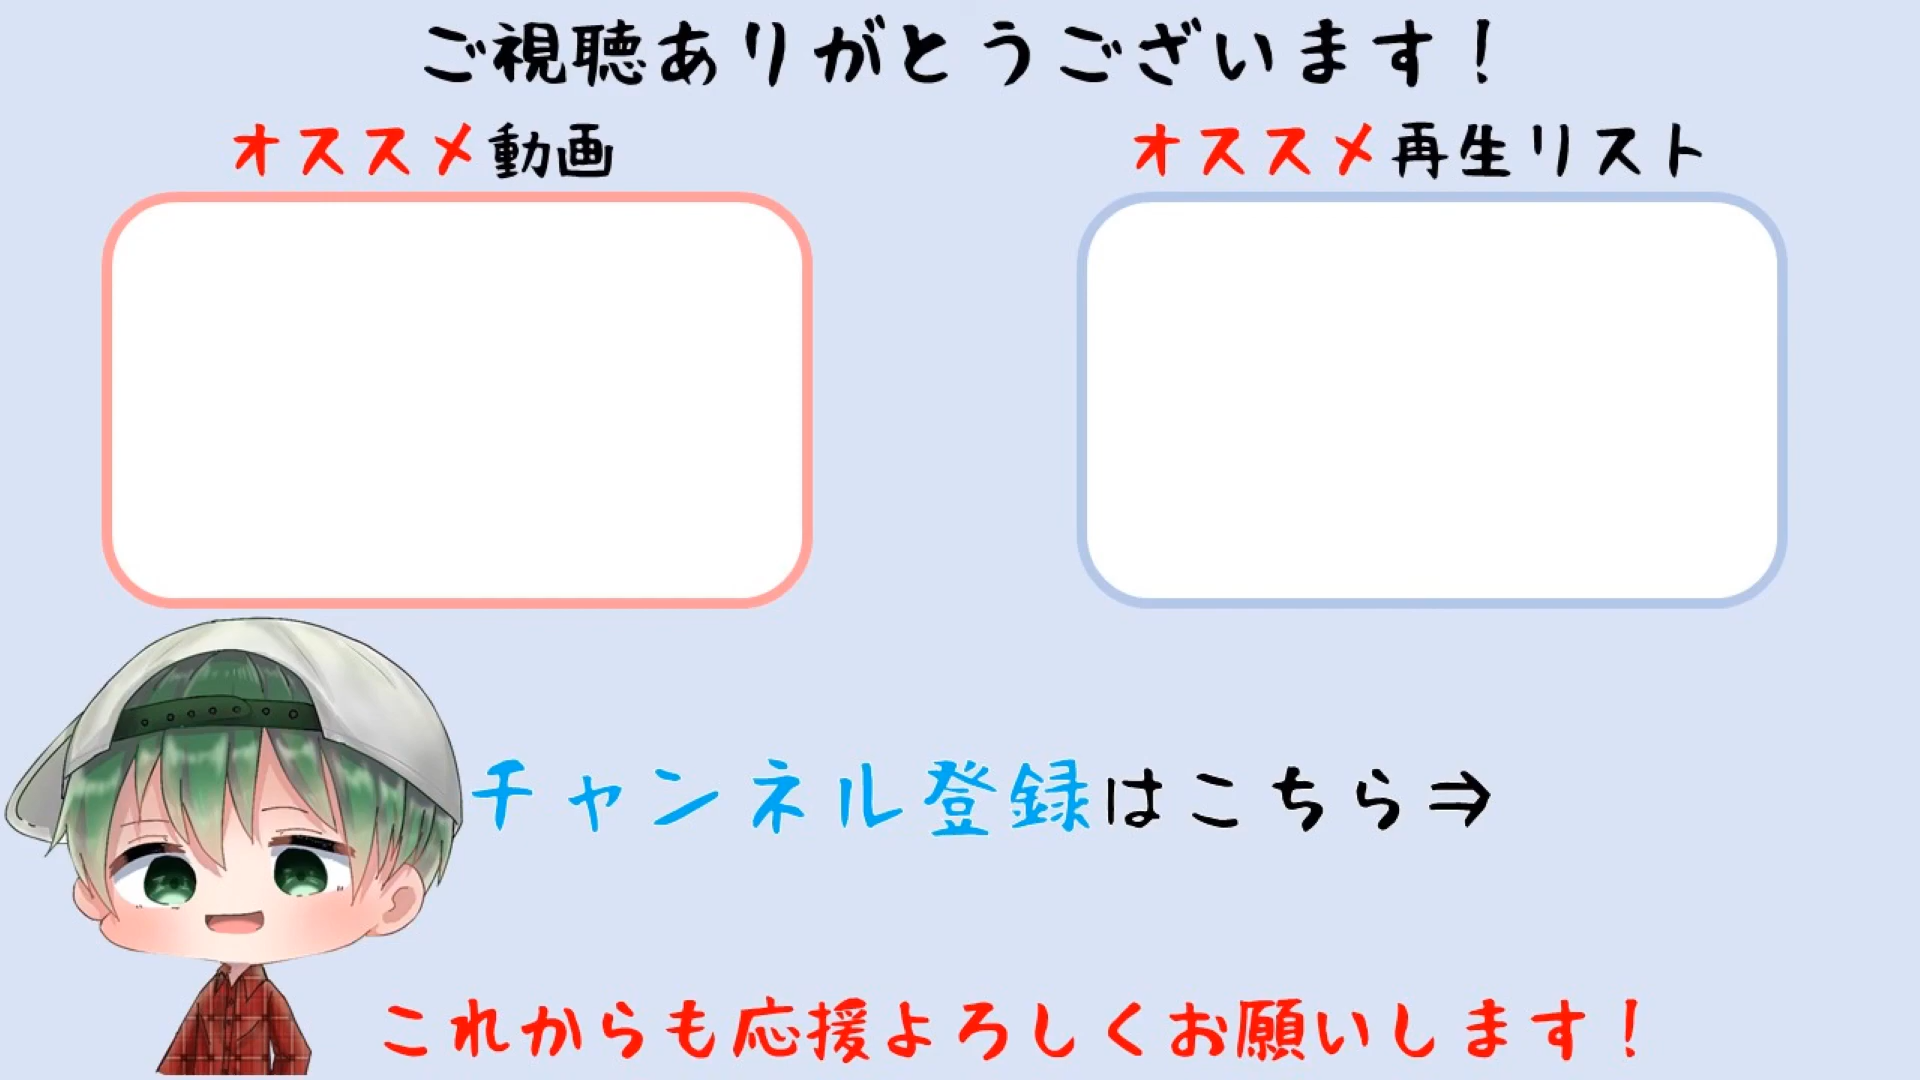 ご視聴ありがとうございます！
オススメ動画
オススメ再生リスト
チャンネル登録はこちら⇒
これからも応援よろしくお願いします！